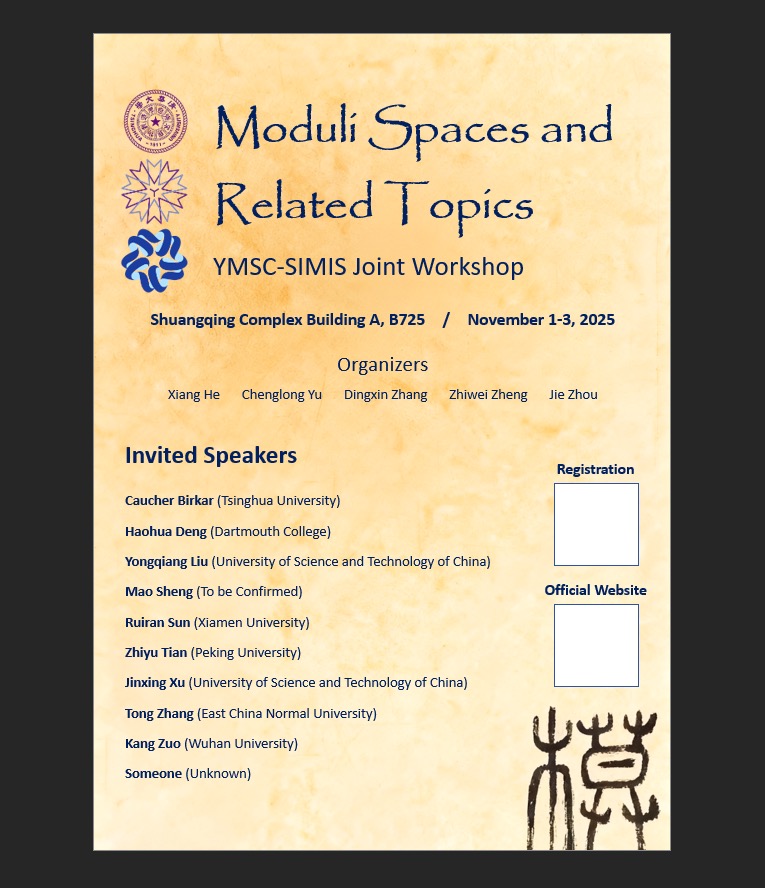 Moduli Spaces and
Related Topics
YMSC-SIMIS Joint Workshop
Shuangqing Complex Building A, B725 / November 1-3, 2025
Organizers
Xiang He Chenglong Yu Dingxin Zhang Zhiwei Zheng Jie Zhou
Invited Speakers
Caucher Birkar (Tsinghua University)
Haohua Deng (Dartmouth College)
Yongqiang Liu (University of Science and Technology of China)
Mao Sheng (To be Confirmed)
Ruiran Sun (Xiamen University)
Zhiyu Tian (Peking University)
Jinxing Xu (University of Science and Technology of China)
Tong Zhang (East China Normal University)
Kang Zuo (Wuhan University)
Someone (Unknown)
Registration
Official Website
模